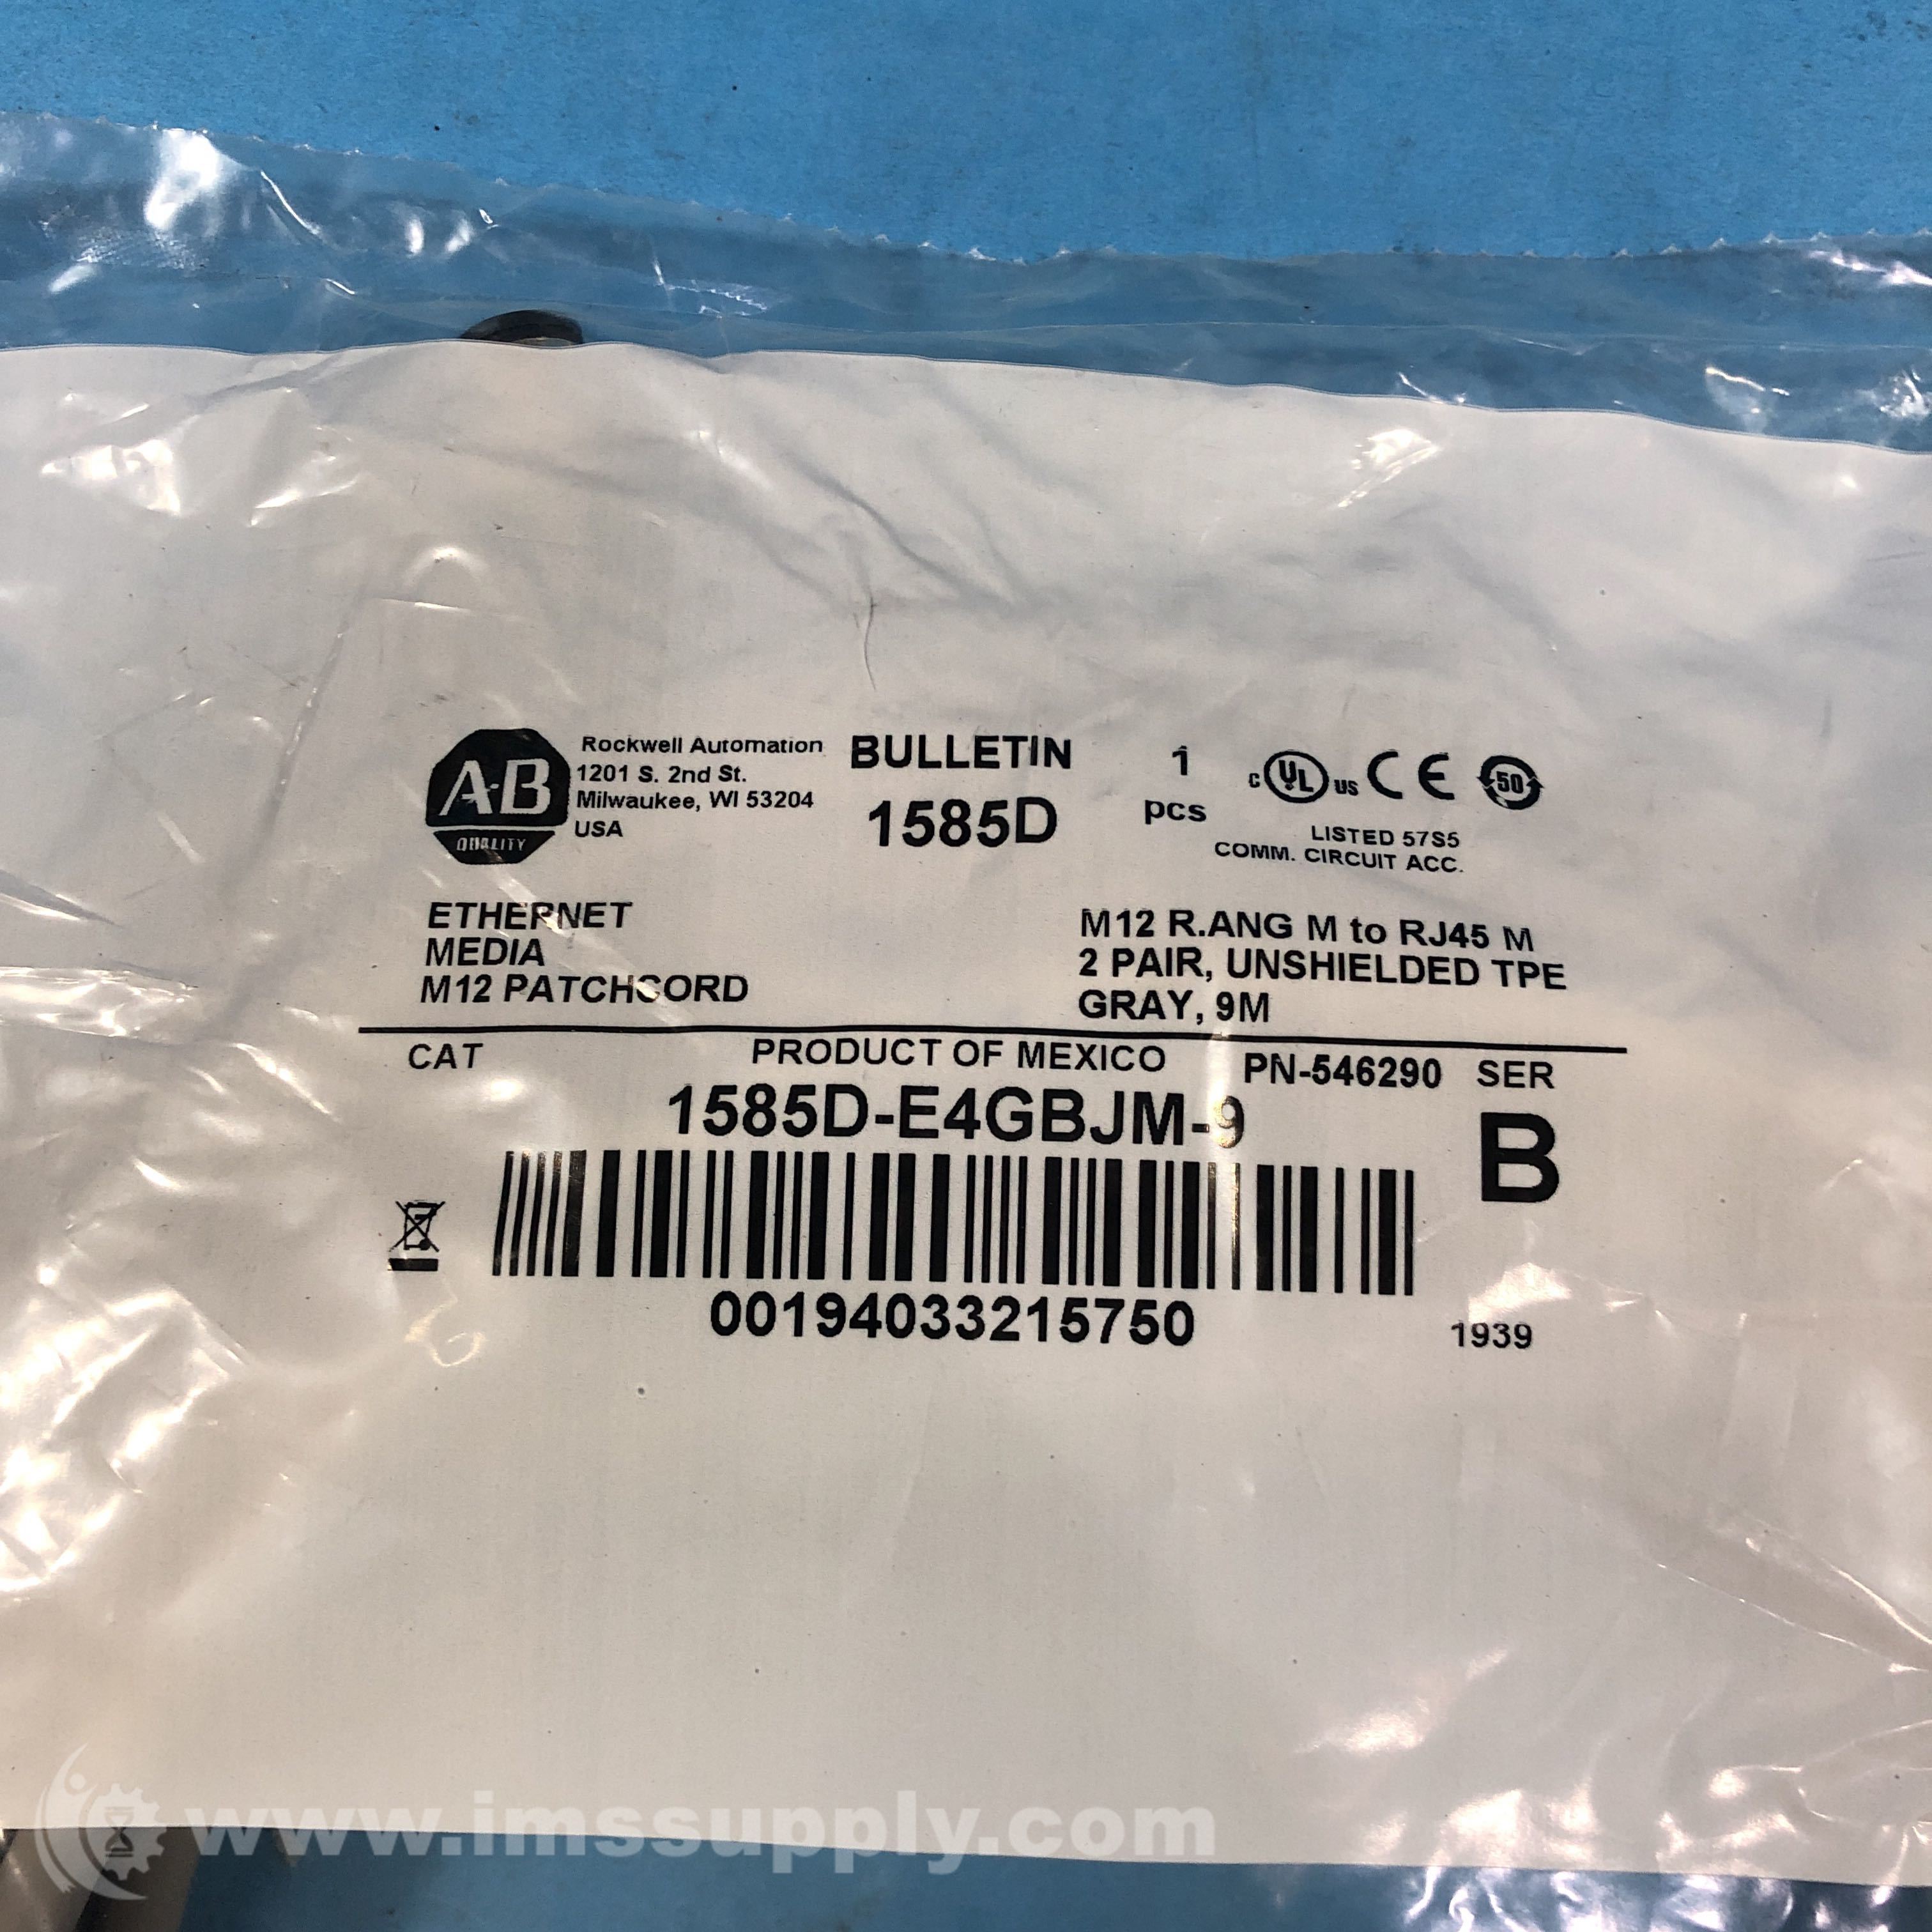 A-B
QUALITY
Rockwell Automation
1201 S. 2nd St.
Milwaukee, WI 53204
USA
BULLETIN
1585D
1
pcs
C UL US CE 50
LISTED 57S5
COMM. CIRCUIT ACC.
ETHERNET
MEDIA
M12 PATCHCORD
M12 R.ANG M to RJ45 M
2 PAIR, UNSHIELDED TPE
GRAY, 9M
CAT
PRODUCT OF MEXICO
PN-546290
SER
1585D-E4GBJM-9
B
00194033215750
1939
www.imssupply.com